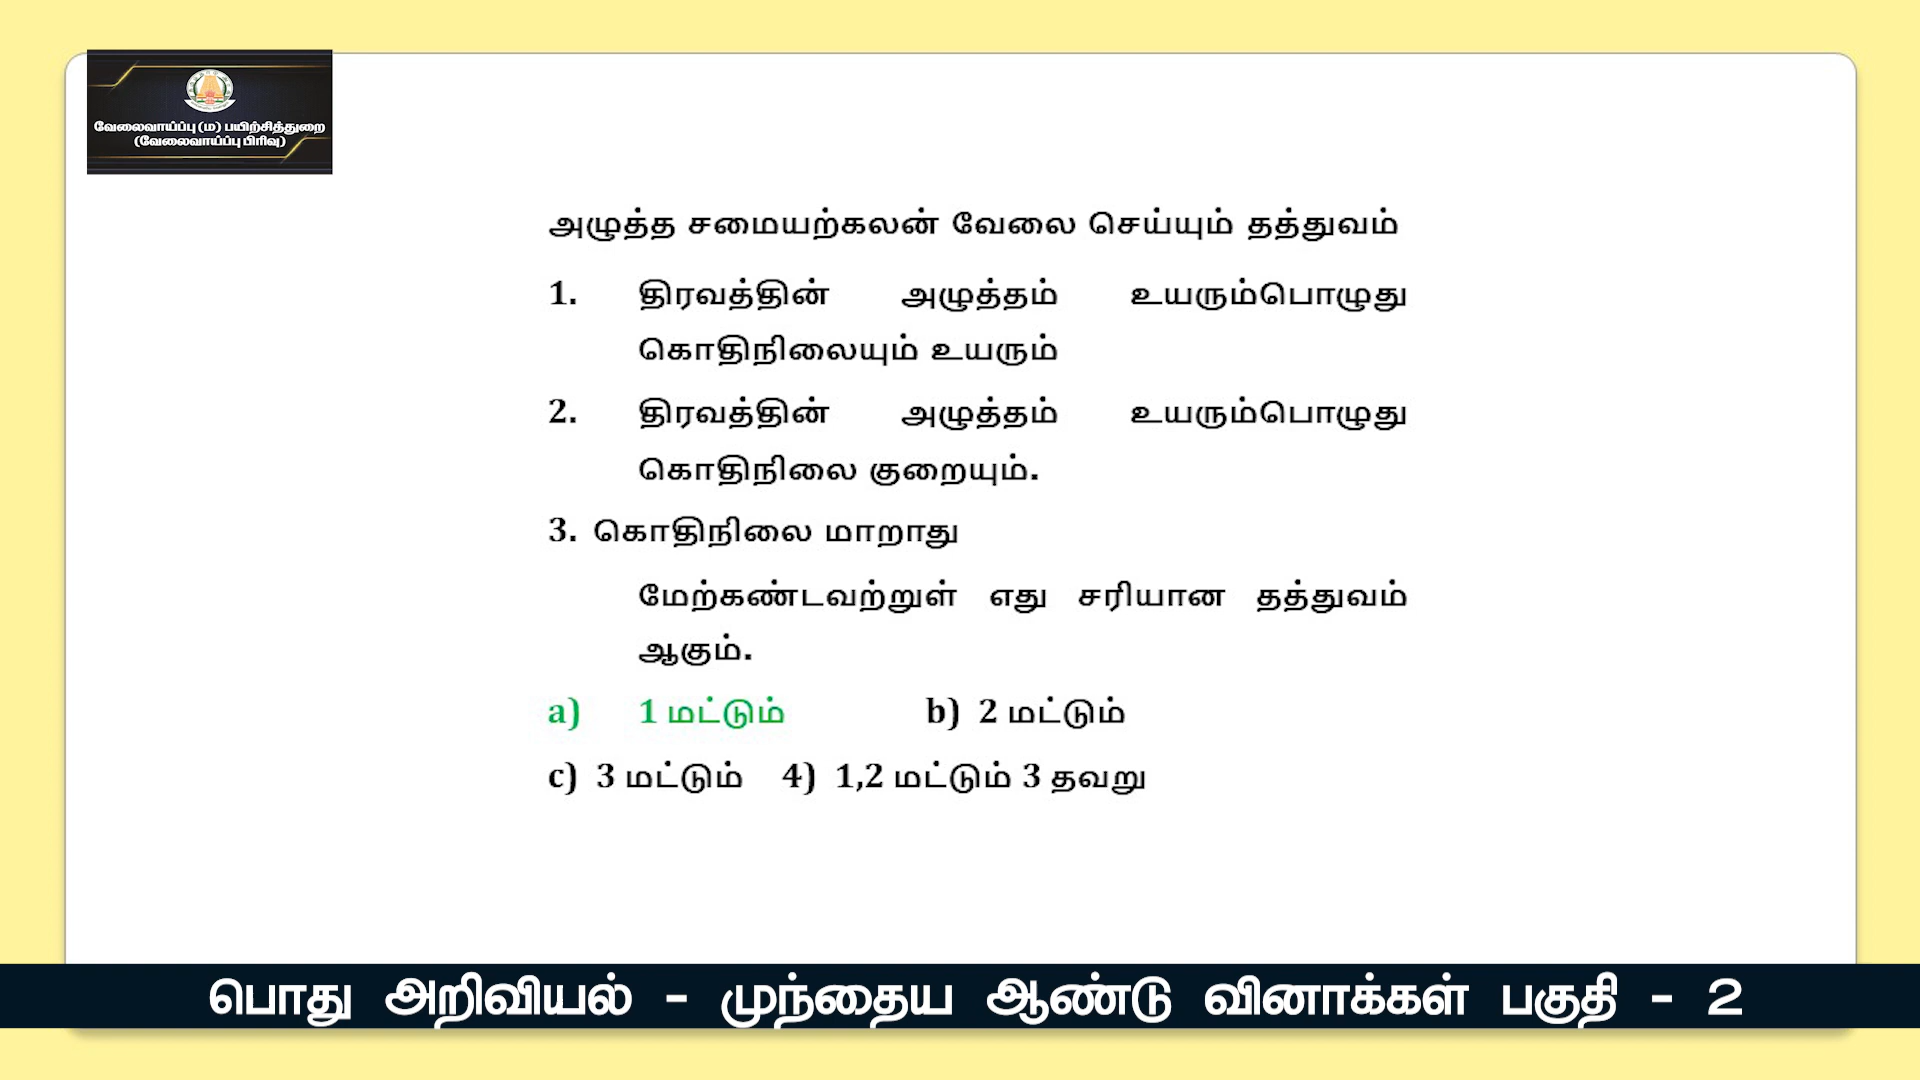 வேலைவாய்ப்பு (ம) பயிற்சித்துறை
(வேலைவாய்ப்பு பிரிவு)
அழுத்த சமையற்கலன் வேலை செய்யும் தத்துவம்
1. திரவத்தின் அழுத்தம் உயரும்பொழுது
கொதிநிலையும் உயரும்
2. திரவத்தின் அழுத்தம் உயரும்பொழுது
கொதிநிலை குறையும்.
3. கொதிநிலை மாறாது
மேற்கண்டவற்றுள் எது சரியான தத்துவம்
ஆகும்.
a) 1 மட்டும் b) 2 மட்டும்
c) 3 மட்டும் 4) 1,2 மட்டும் 3 தவறு
பொது அறிவியல் - முந்தைய ஆண்டு வினாக்கள் பகுதி - 2